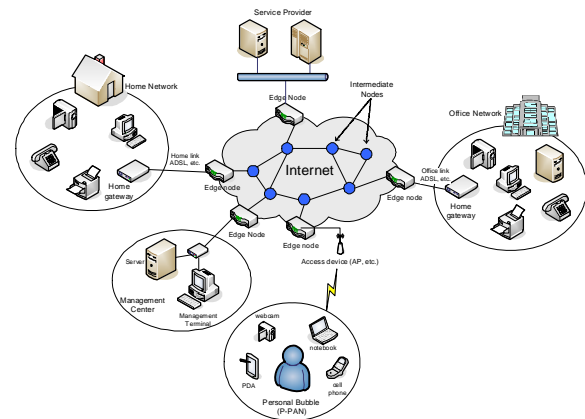 Service Provider
Home Network
Edge Node
Intermediate
Nodes
Office Network
Home link
ADSL, etc.
Internet
Office link
ADSL, etc.
Home
gateway
Edge node
Edge node
Home
gateway
Edge Node
Edge node
Access device (AP, etc.)
Server
Management
Center
Management
Terminal
webcam
notebook
PDA
cell
phone
Personal Bubble
(P-PAN)